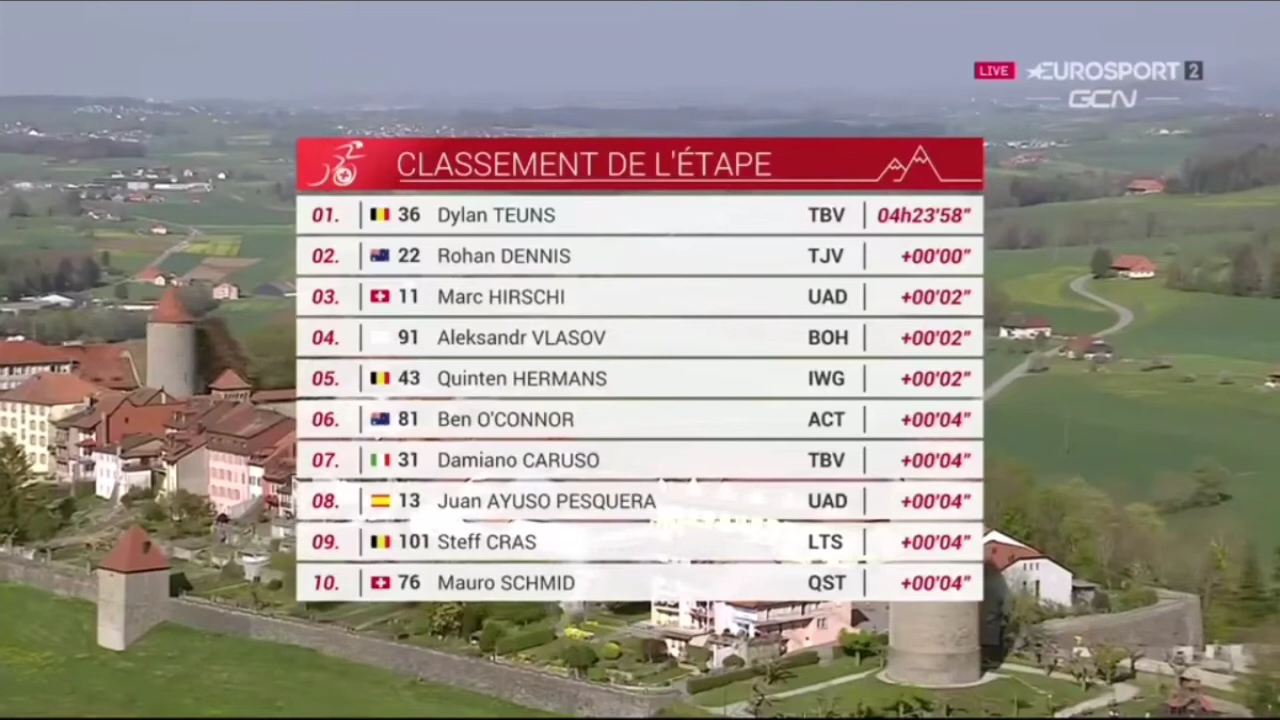 LIVE EUROSPORT 2
GCN
CLASSEMENT DE L'ÉTAPE
01. 36 Dylan TEUNS TBV 04h23'58"
02. 22 Rohan DENNIS TJV +00'00"
03. 11 Marc HIRSCHI UAD +00'02"
04. 91 Aleksandr VLASOV BOH +00'02"
05. 43 Quinten HERMANS IWG +00'02"
06. 81 Ben O'CONNOR ACT +00'04"
07. 31 Damiano CARUSO TBV +00'04"
08. 13 Juan AYUSO PESQUERA UAD +00'04"
09. 101 Steff CRAS LTS +00'04"
10. 76 Mauro SCHMID QST +00'04"